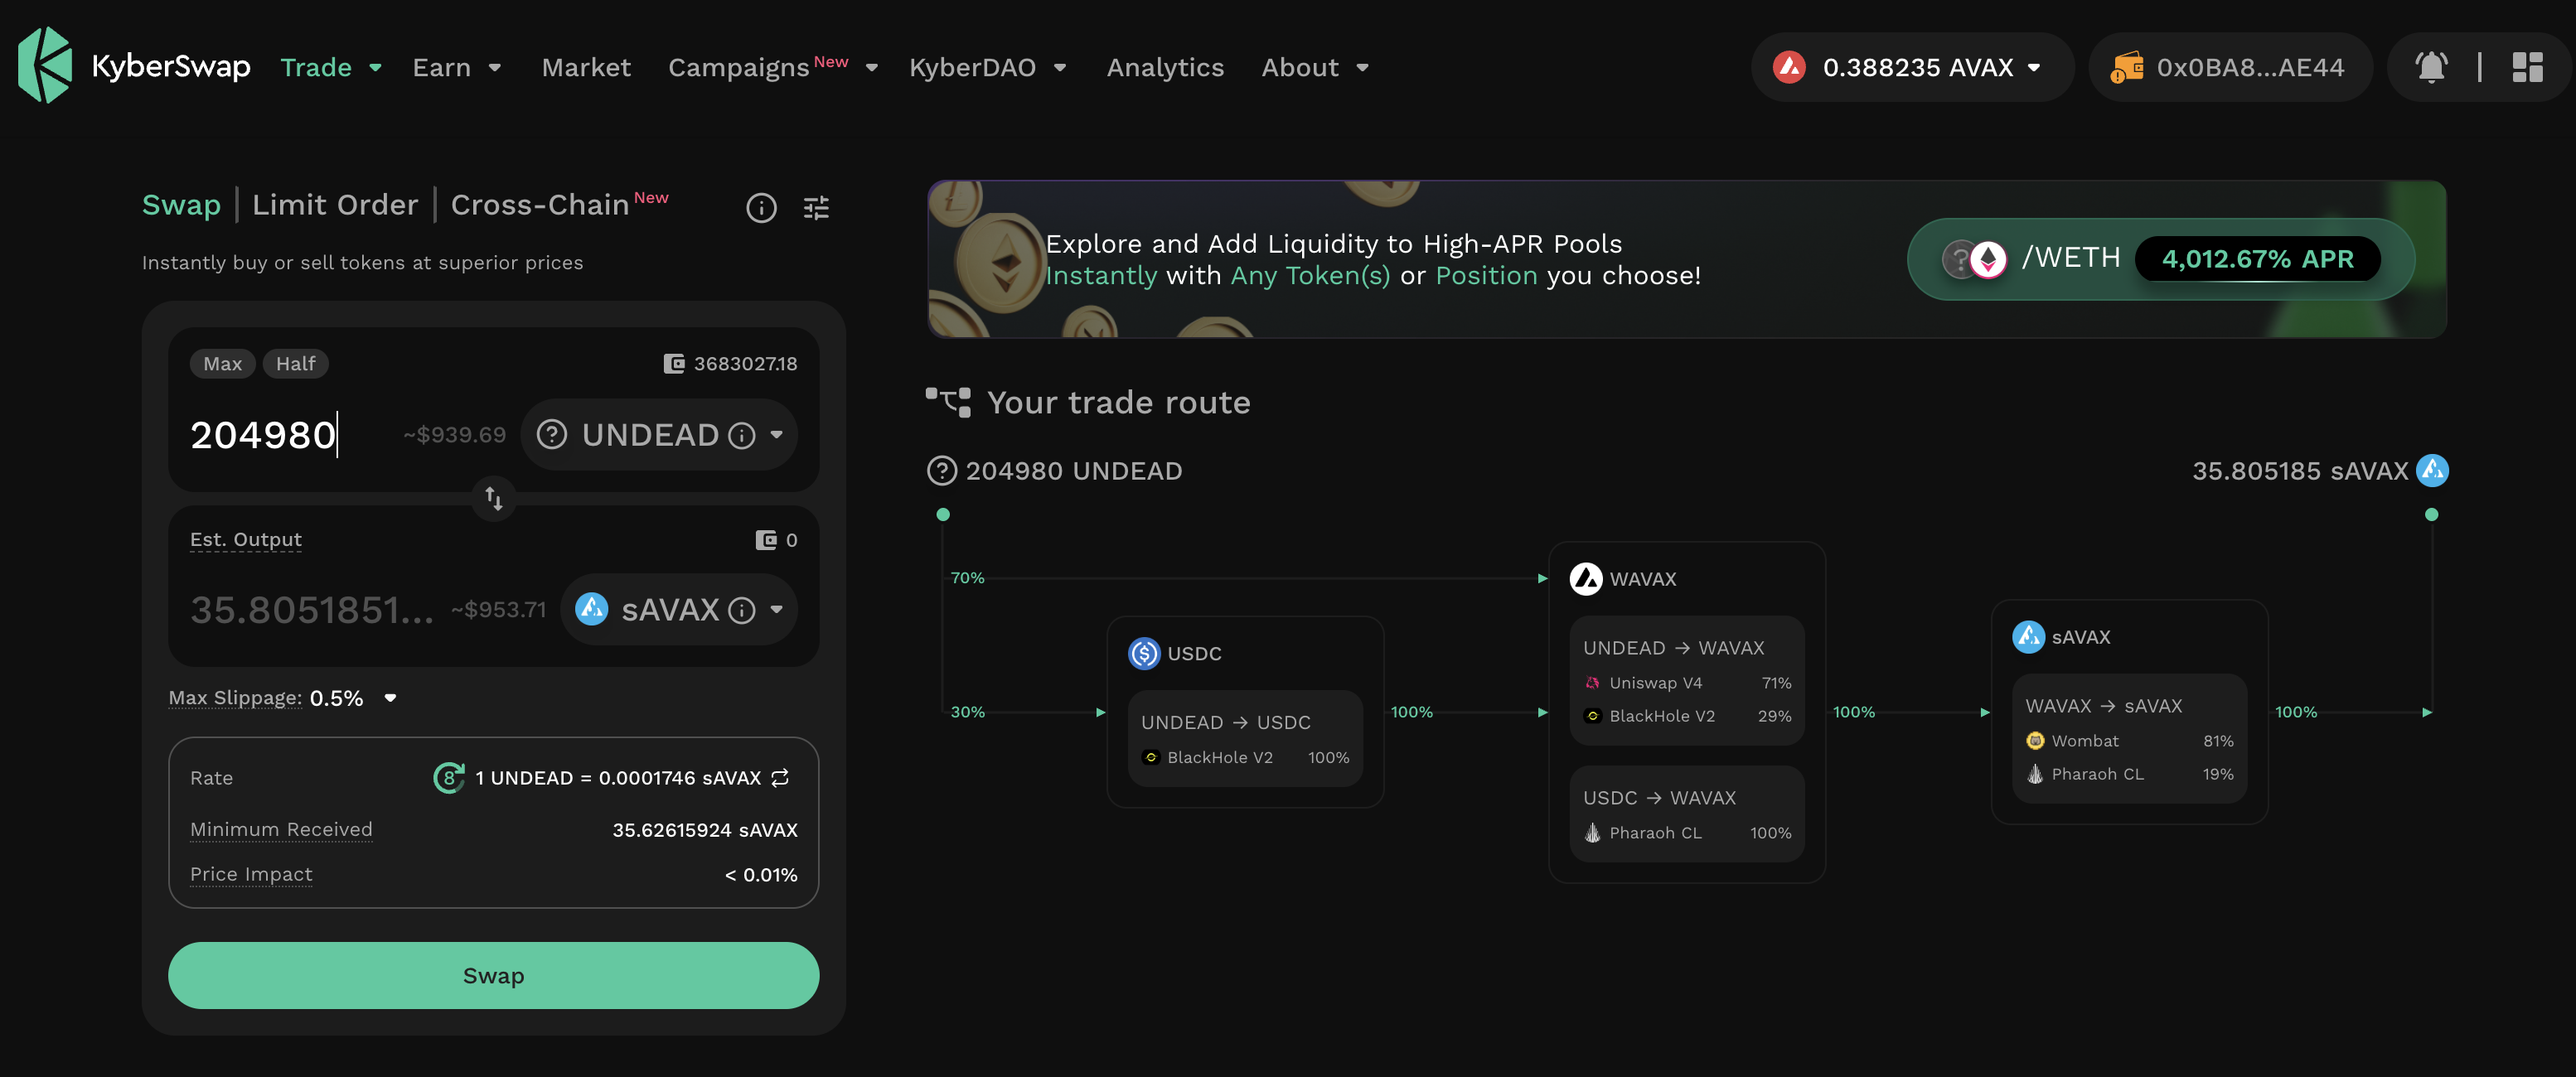 KyberSwap
Trade
Earn
Market
Campaigns New
KyberDAO
Analytics
About
0.388235 AVAX
0x0BA8...AE44
Swap | Limit Order | Cross-Chain New
Instantly buy or sell tokens at superior prices
Max
Half
368302718
204980
~$939.69
UNDEAD
Est. Output
0
35.8051851...
~$953.71
sAVAX
Max Slippage: 0.5%
Rate
8
1 UNDEAD = 0.0001746 sAVAX
Minimum Received
35.62615924 sAVAX
Price Impact
< 0.01%
Swap
Explore and Add Liquidity to High-APR Pools
Instantly with Any Token(s) or Position you choose!
/WETH
4,012.67% APR
Your trade route
204980 UNDEAD
35.805185 sAVAX
70%
30%
USDC
UNDEAD → USDC
BlackHole V2 100%
100%
WAVAX
UNDEAD → WAVAX
Uniswap V4 71%
BlackHole V2 29%
USDC → WAVAX
Pharaoh CL 100%
100%
sAVAX
WAVAX → sAVAX
Wombat 81%
Pharaoh CL 19%
100%